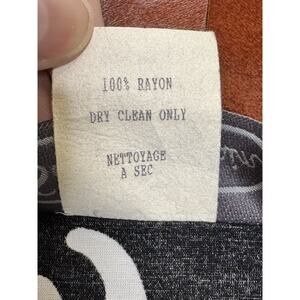 100% RAYON
DRY CLEAN ONLY
NETTOYAGE
A SEC